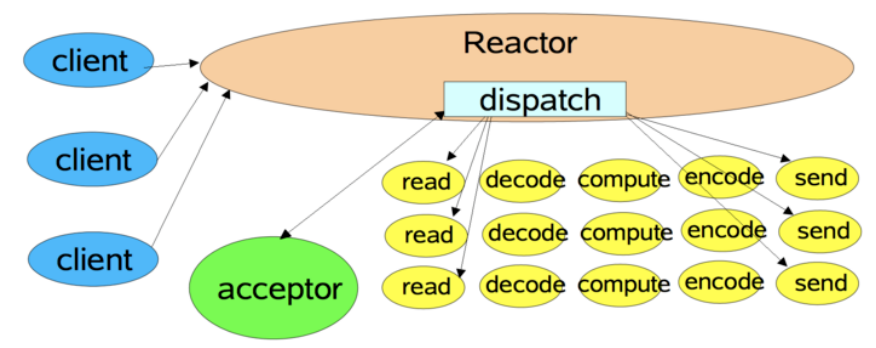 client
Reactor
dispatch
client
read decode compute encode send
client
read decode compute encode send
acceptor
read decode compute encode send